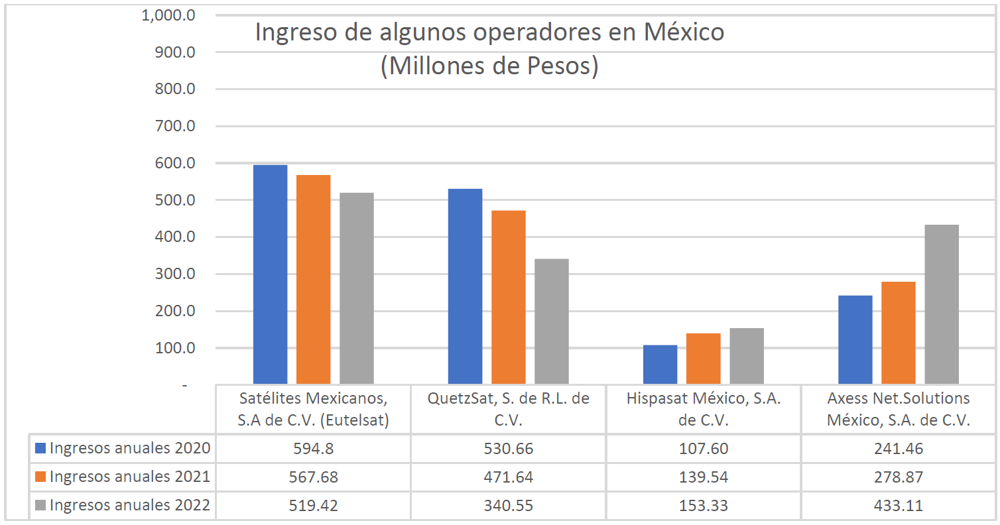 Ingreso de algunos operadores en México
(Millones de Pesos)
1,000.0
900.0
800.0
700.0
600.0
500.0
400.0
300.0
200.0
100.0
-
Satélites Mexicanos,
S.A de C.V. (Eutelsat)
QuetzSat, S. de R.L. de
C.V.
Hispasat México, S.A.
de C.V.
Axess Net.Solutions
México, S.A. de C.V.
Ingresos anuales 2020 594.8 530.66 107.60 241.46
Ingresos anuales 2021 567.68 471.64 139.54 278.87
Ingresos anuales 2022 519.42 340.55 153.33 433.11